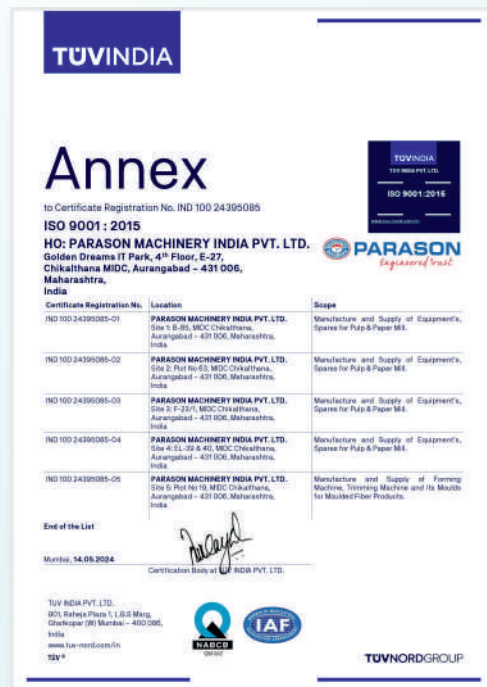 TÜVINDIA
Annex
to Certificate Registration No. IND 100 24395085
ISO 9001 : 2015
HO: PARASON MACHINERY INDIA PVT. LTD.
Golden Dreams IT Park, 4th Floor, E-27,
Chikalthana MIDC, Aurangabad – 431 006,
Maharashtra,
India
TÜVINDIA
TÜV INDIA PVT. LTD.
ISO 9001:2015
PARASON
Engineered Trust
Certificate Registration No. Location Scope
IND 100 24395085-01 PARASON MACHINERY INDIA PVT. LTD. Manufacture and Supply of Equipment's,
Site 1: B-85, MIDC Chikalthana, Spares for Pulp & Paper Mill.
Aurangabad – 431 006, Maharashtra,
India
IND 100 24395085-02 PARASON MACHINERY INDIA PVT. LTD. Manufacture and Supply of Equipment's,
Site 2: Plot No 63, MIDC Chikalthana, Spares for Pulp & Paper Mill.
Aurangabad – 431 006, Maharashtra,
India
IND 100 24395085-03 PARASON MACHINERY INDIA PVT. LTD. Manufacture and Supply of Equipment's,
Site 3: F-23/1, MIDC Chikalthana, Spares for Pulp & Paper Mill.
Aurangabad – 431 006, Maharashtra,
India
IND 100 24395085-04 PARASON MACHINERY INDIA PVT. LTD. Manufacture and Supply of Equipment's,
Site 4: EL-39 & 40, MIDC Chikalthana, Spares for Pulp & Paper Mill.
Aurangabad – 431 006, Maharashtra,
India
IND 100 24395085-05 PARASON MACHINERY INDIA PVT. LTD. Manufacture and Supply of Forming
Site 5: Plot No 19, MIDC Chikalthana, Machine, Trimming Machine and its Moulds
Aurangabad – 431 006, Maharashtra, for Moulded Fiber Products.
India
End of the List
Mumbai, 14.05.2024
Certification Body at TÜV INDIA PVT. LTD.
TÜV INDIA PVT. LTD.
801, Raheja Plaza 1, L.B.S Marg,
Ghatkopar (W) Mumbai – 400 086,
India
www.tuv-nord.com/in
TÜV ®
NABCB
IAF
TÜVNORDGROUP